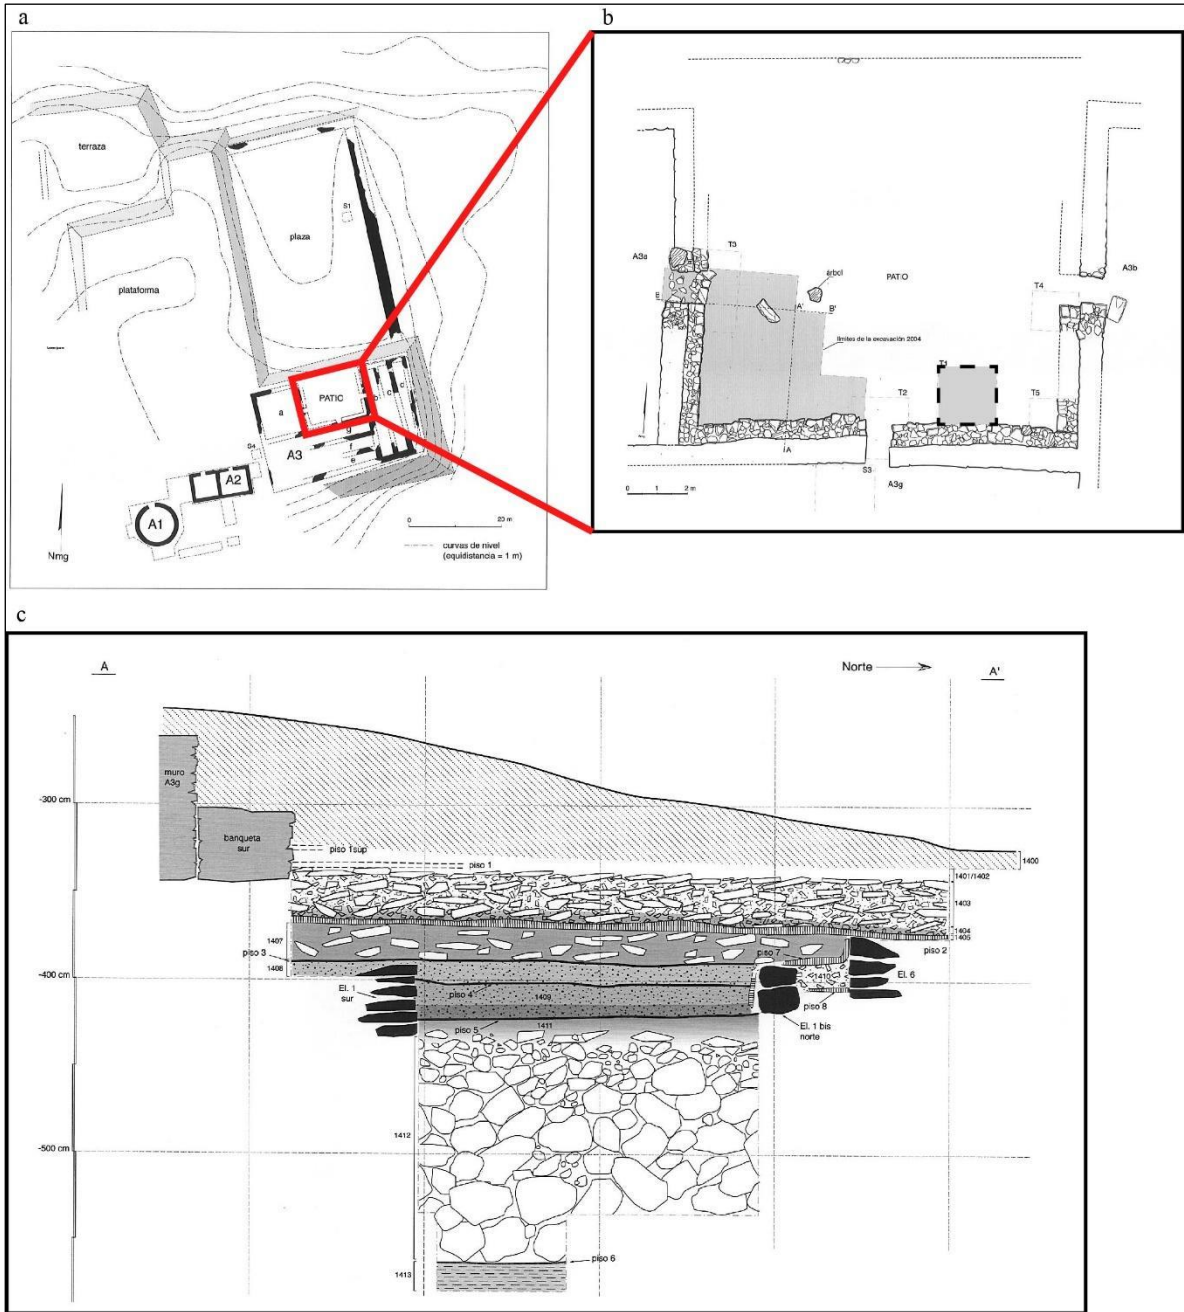 a
terraza
S1
plaza
plataforma
PATIO
a
b
c
g
f
e
S4
A3
A2
A1
Nmg
0 20 m
curvas de nivel
(equidistancia = 1 m)
b
T3
A3a
árbol
PATIO
A3b
E
A'
B'
T4
límites de la excavación 2004
T1
T2
T5
A
S3
A3g
0 1 2 m
c
A
Norte
A'
muro
A3g
-300 cm
banqueta
sur
piso 1sup
piso 1
1400
1401/1402
1403
1404
1405
1407
piso 3
piso 7
piso 2
1408
-400 cm
1410
El. 6
El. 1
sur
piso 4
1409
piso 8
piso 5
1411
El. 1 bis
norte
1412
-500 cm
piso 6
1413